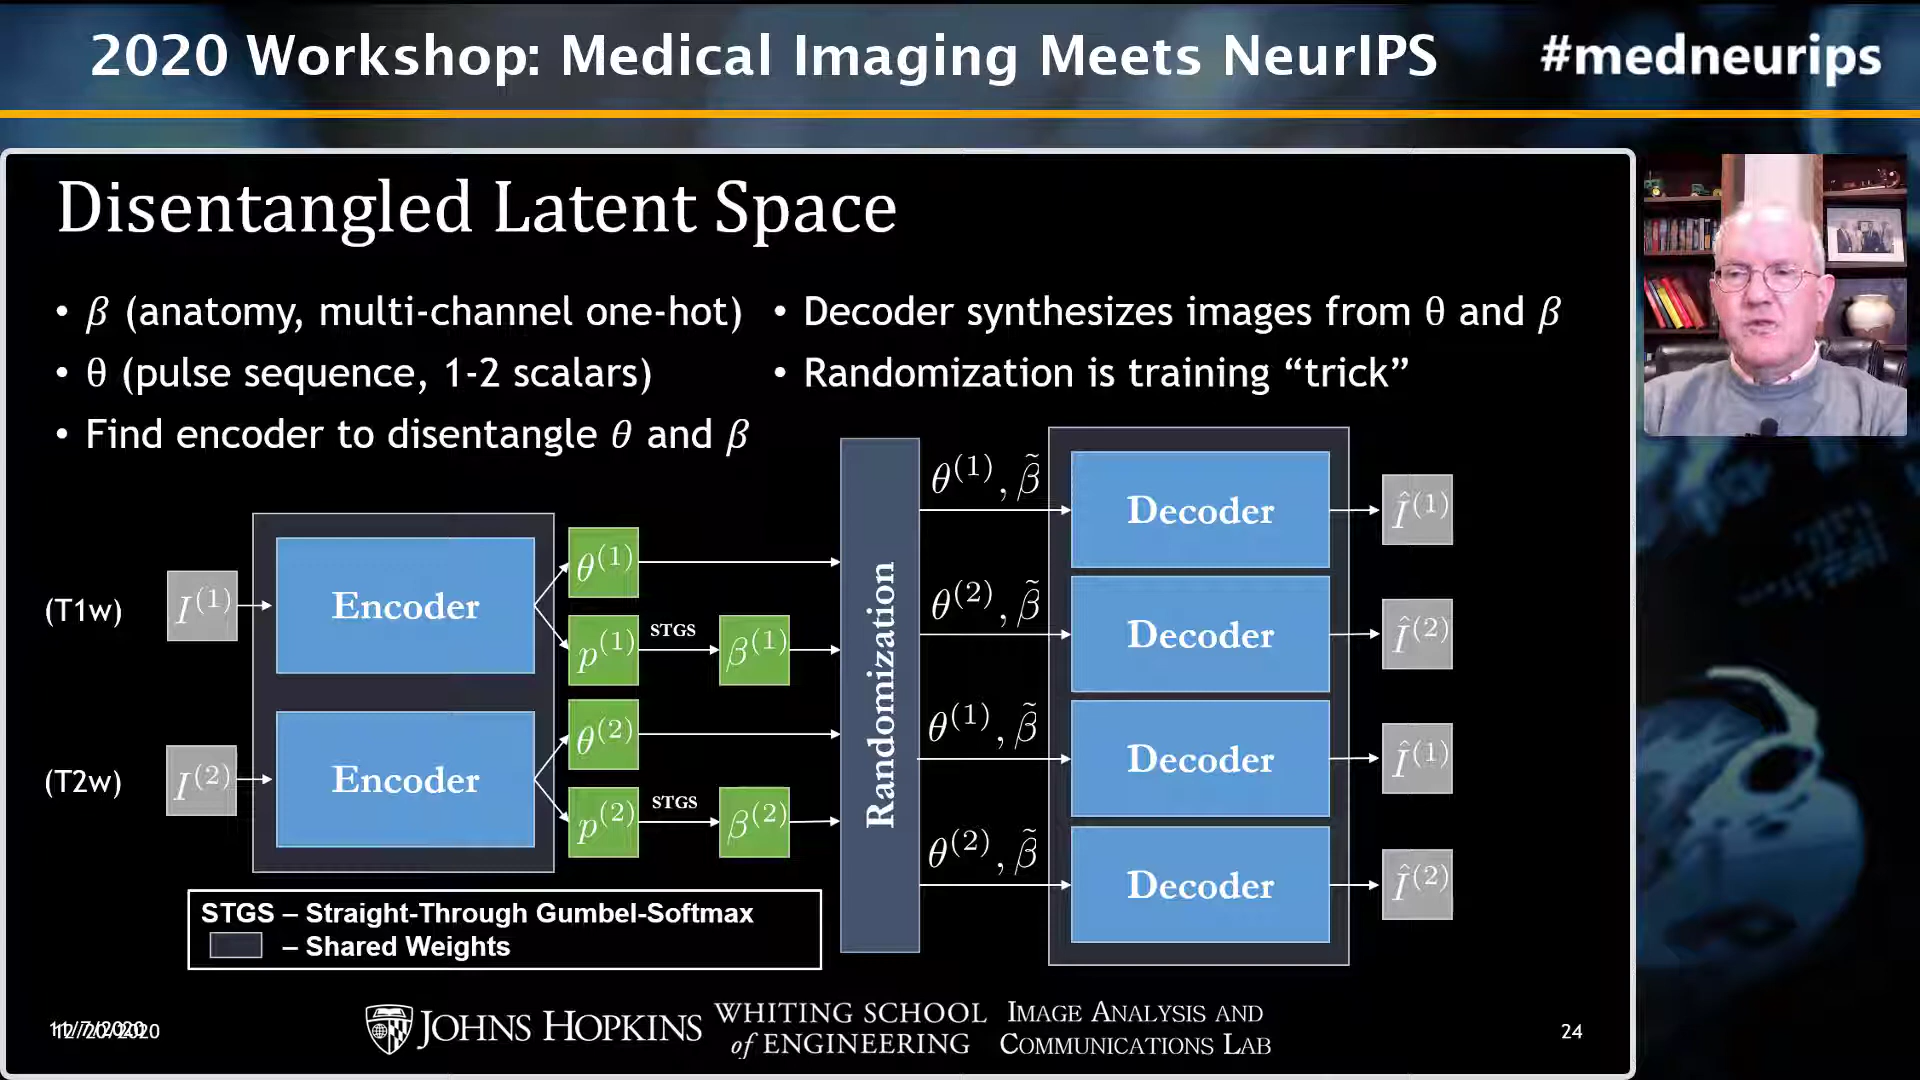 2020 Workshop: Medical Imaging Meets NeurIPS
#medneurips
Disentangled Latent Space
• β (anatomy, multi-channel one-hot)
• θ (pulse sequence, 1-2 scalars)
• Find encoder to disentangle θ and β
• Decoder synthesizes images from θ and β
• Randomization is training “trick”
(T1w)
I⁽¹⁾
Encoder
θ⁽¹⁾
p⁽¹⁾
STGS
β⁽¹⁾
(T2w)
I⁽²⁾
Encoder
θ⁽²⁾
p⁽²⁾
STGS
β⁽²⁾
Randomization
θ⁽¹⁾, β̃
Decoder
Î⁽¹⁾
θ⁽²⁾, β̃
Decoder
Î⁽²⁾
θ⁽¹⁾, β̃
Decoder
Î⁽¹⁾
θ⁽²⁾, β̃
Decoder
Î⁽²⁾
STGS – Straight-Through Gumbel-Softmax
– Shared Weights
JOHNS HOPKINS
WHITING SCHOOL
of ENGINEERING
IMAGE ANALYSIS AND
COMMUNICATIONS LAB
24